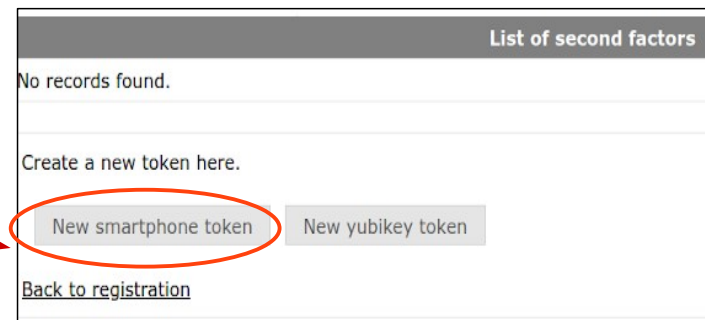 List of second factors
No records found.
Create a new token here.
New smartphone token New yubikey token
Back to registration